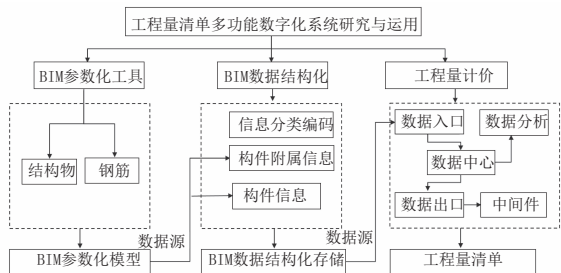 工程量清单多功能数字化系统研究与运用
BIM参数化工具
BIM数据结构化
工程量计价
信息分类编码
数据入口
数据分析
结构物
钢筋
构件附属信息
数据中心
构件信息
数据出口
中间件
数据源
数据源
BIM参数化模型
BIM数据结构化存储
工程量清单